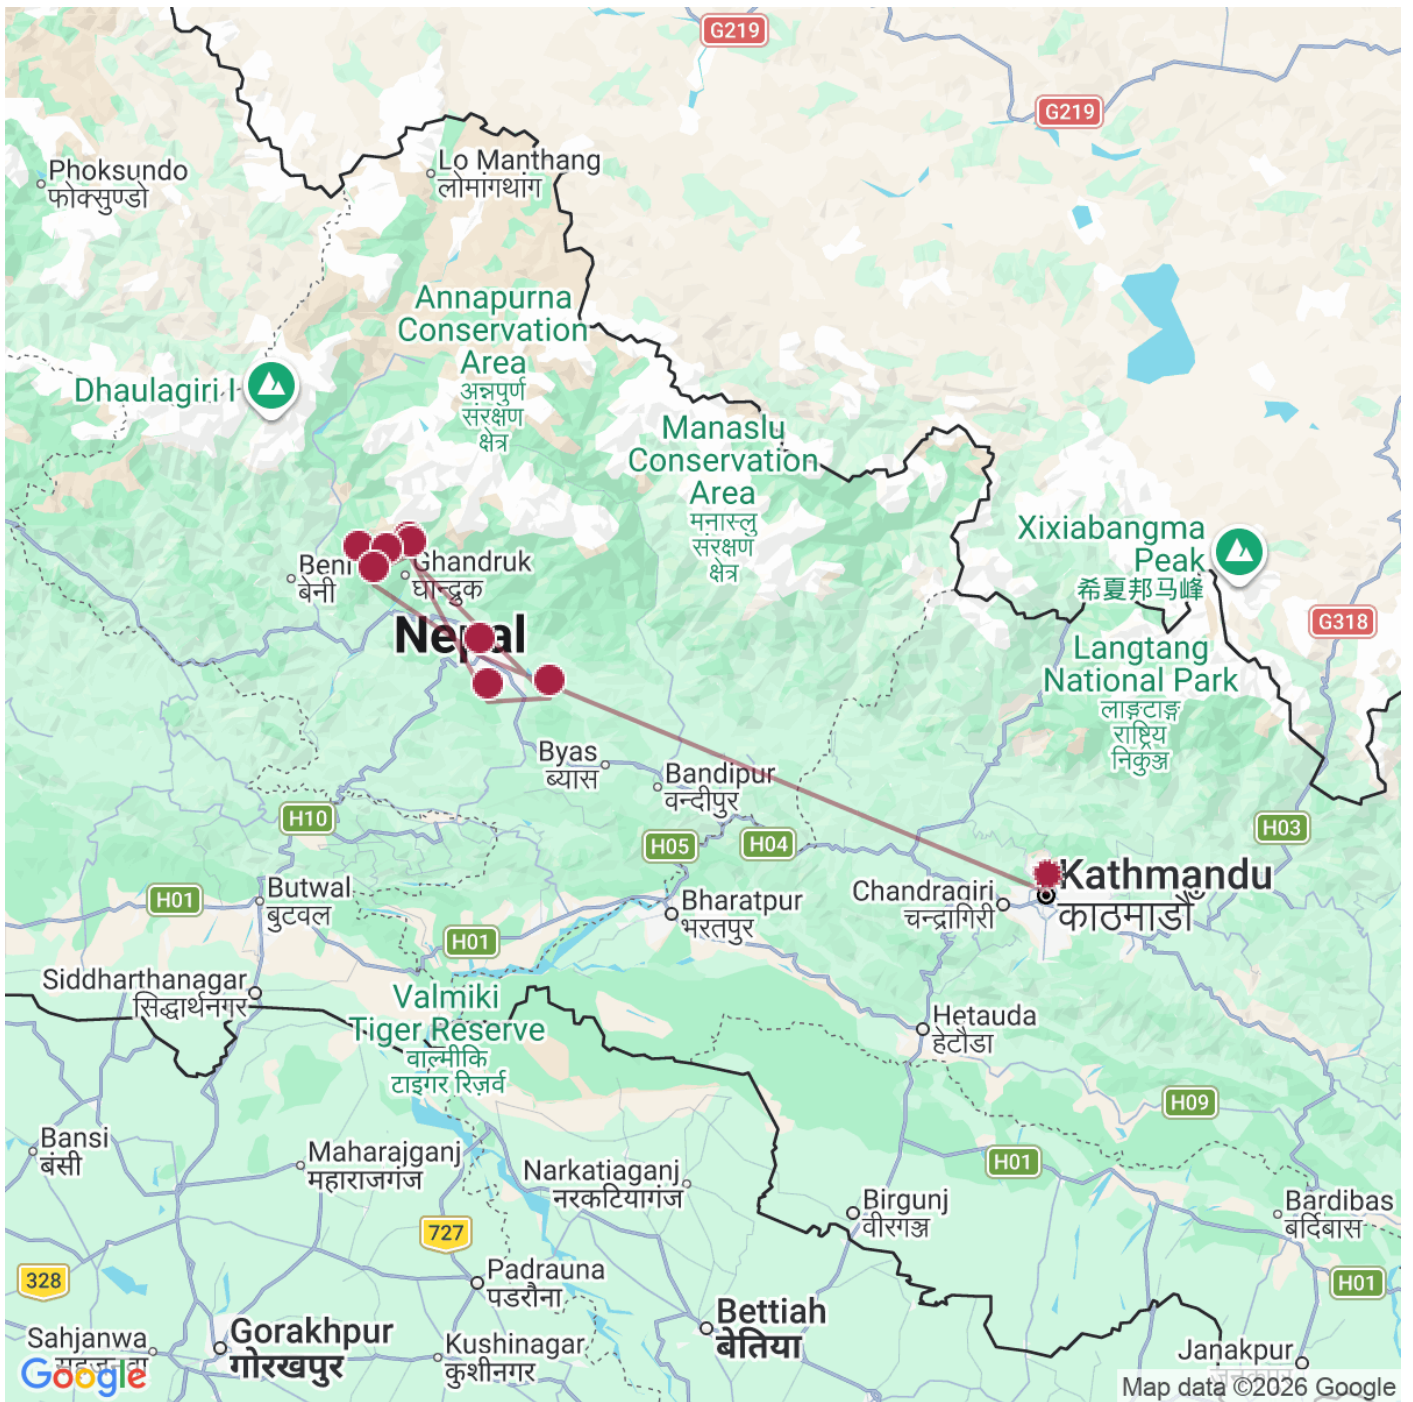 G219
G219
Phoksundo
फोक्सुण्डो
Lo Manthang
लोमांगथांग
Annapurna
Conservation
Area
अन्नपुर्ण
संरक्षण
क्षेत्र
Dhaulagiri I
Manaslu
Conservation
Area
मनास्लु
संरक्षण
क्षेत्र
Xixiabangma
Peak
希夏邦马峰
Beni
बेनी
Ghandruk
घान्द्रुक
G318
Nepal
Langtang
National Park
लाङ्टाङ्ग
राष्ट्रिय
निकुञ्ज
Byas
ब्यास
Bandipur
वन्दीपुर
H10
H05
H04
H03
Kathmandu
काठमाडौँ
Chandragiri
चन्द्रागिरी
Butwal
बुटवल
H01
Bharatpur
भरतपुर
H01
Siddharthanagar
सिद्धार्थनगर
Valmiki
Tiger Reserve
वाल्मीकि
टाइगर रिज़र्व
Hetauda
हेटौडा
H09
Bansi
बंसी
Maharajganj
महाराजगंज
Narkatiaganj
नरकटियागंज
H01
Birgunj
वीरगञ्ज
Bardibas
बर्दिबास
727
328
Padrauna
पडरौना
H01
Bettiah
बेतिया
Gorakhpur
गोरखपुर
Sahjanwa
Kushinagar
कुशीनगर
Janakpur
Google
Map data ©2026 Google